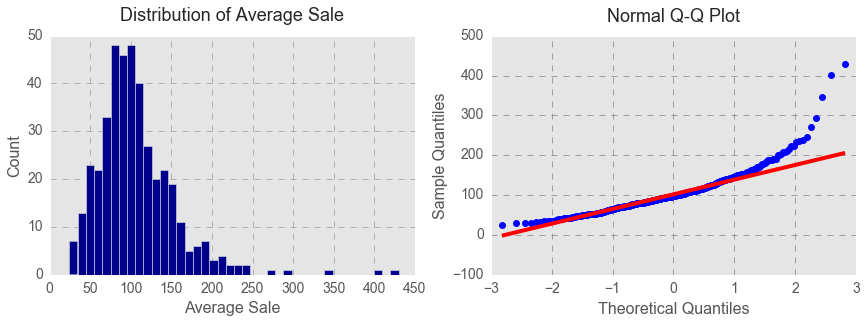 Distribution of Average Sale
50
40
30
20
10
0
Count
0 50 100 150 200 250 300 350 400 450
Average Sale
Normal Q-Q Plot
500
400
300
200
100
0
−100
Sample Quantiles
−3 −2 −1 0 1 2 3
Theoretical Quantiles